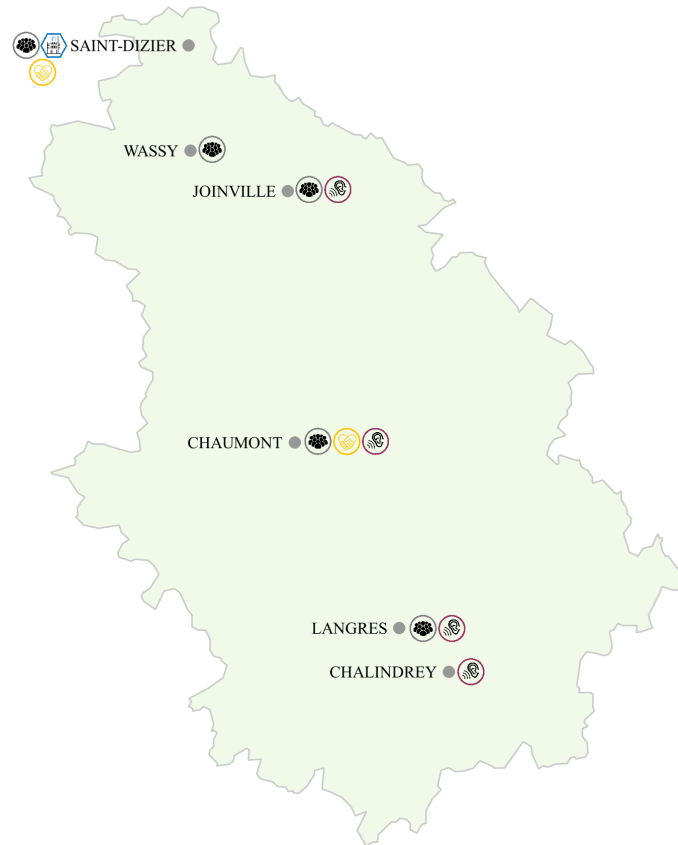 SAINT-DIZIER
WASSY
JOINVILLE
CHAUMONT
LANGRES
CHALINDREY